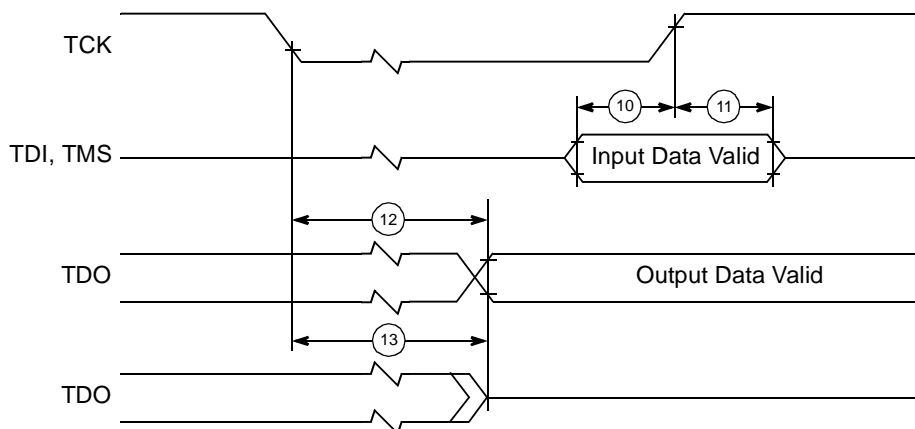 TCK
10
11
TDI, TMS
Input Data Valid
12
TDO
Output Data Valid
13
TDO